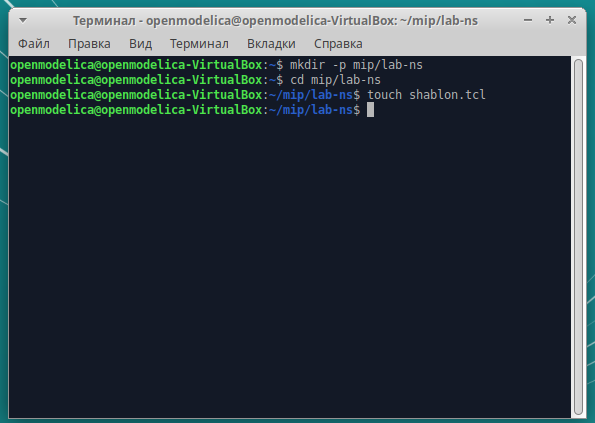 Терминал - openmodelica@openmodelica-VirtualBox: ~/mip/lab-ns
Файл Правка Вид Терминал Вкладки Справка
openmodelica@openmodelica-VirtualBox:~$ mkdir -p mip/lab-ns
openmodelica@openmodelica-VirtualBox:~$ cd mip/lab-ns
openmodelica@openmodelica-VirtualBox:~/mip/lab-ns$ touch shablon.tcl
openmodelica@openmodelica-VirtualBox:~/mip/lab-ns$